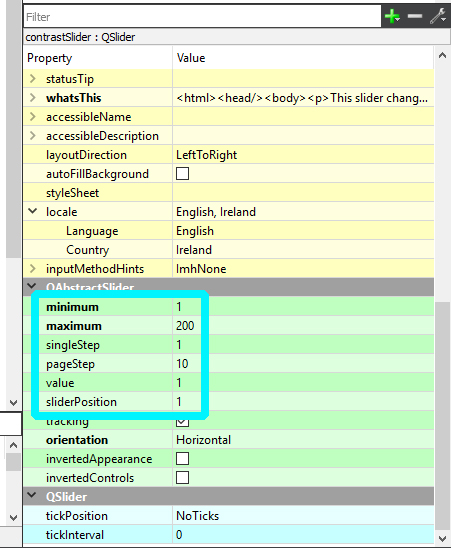 Filter
contrastSlider : QSlider
Property Value
statusTip
whatsThis <html><head/><body><p>This slider chang...
accessibleName
accessibleDescription
layoutDirection LeftToRight
autoFillBackground
styleSheet
locale English, Ireland
Language English
Country Ireland
inputMethodHints ImhNone
QAbstractSlider
minimum 1
maximum 200
singleStep 1
pageStep 10
value 1
sliderPosition 1
tracking
orientation Horizontal
invertedAppearance
invertedControls
QSlider
tickPosition NoTicks
tickInterval 0